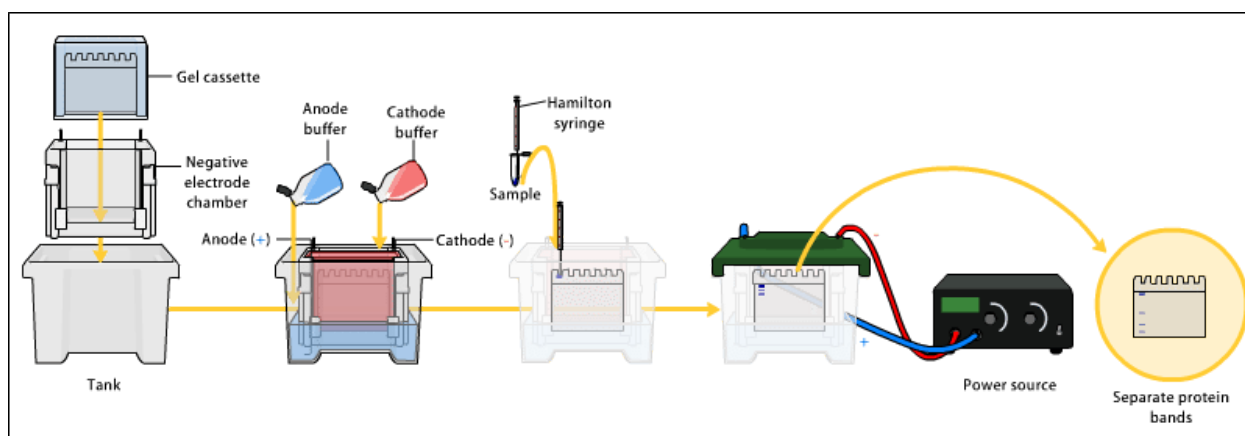 Gel cassette
Negative
electrode
chamber
Tank
Anode
buffer
Cathode
buffer
Anode (+)
Cathode (-)
Hamilton
syringe
Sample
-
+
Power source
Separate protein
bands